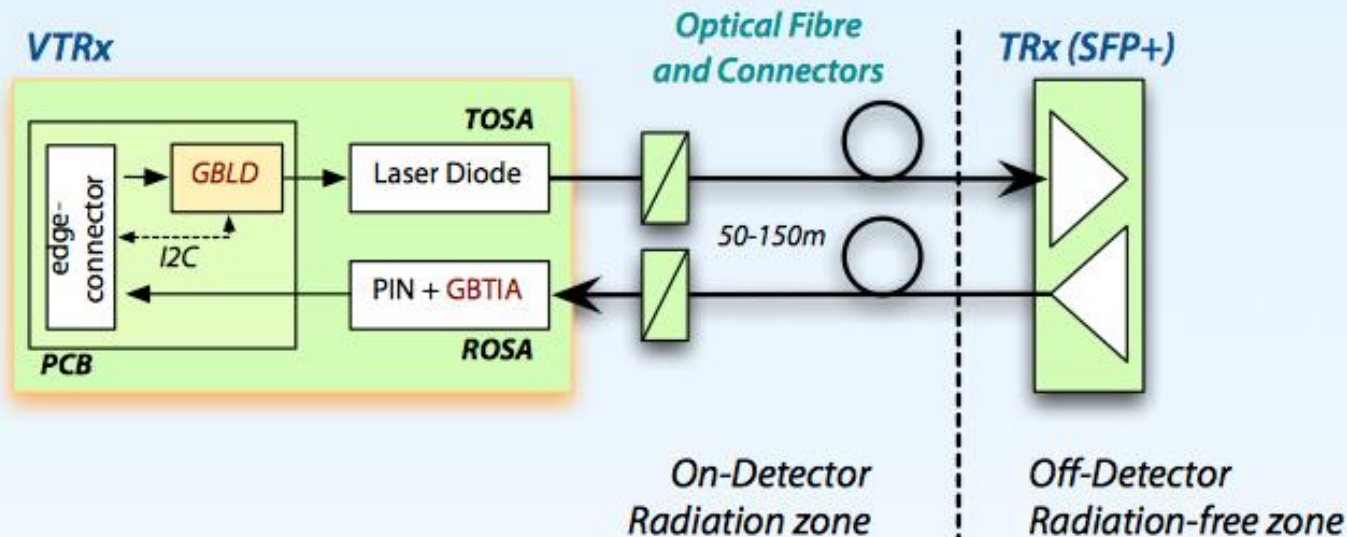 VTRx
Optical Fibre
and Connectors
TRx (SFP+)
TOSA
edge-
connector
GBLD
Laser Diode
I2C
50-150m
PIN + GBTIA
ROSA
PCB
On-Detector
Radiation zone
Off-Detector
Radiation-free zone